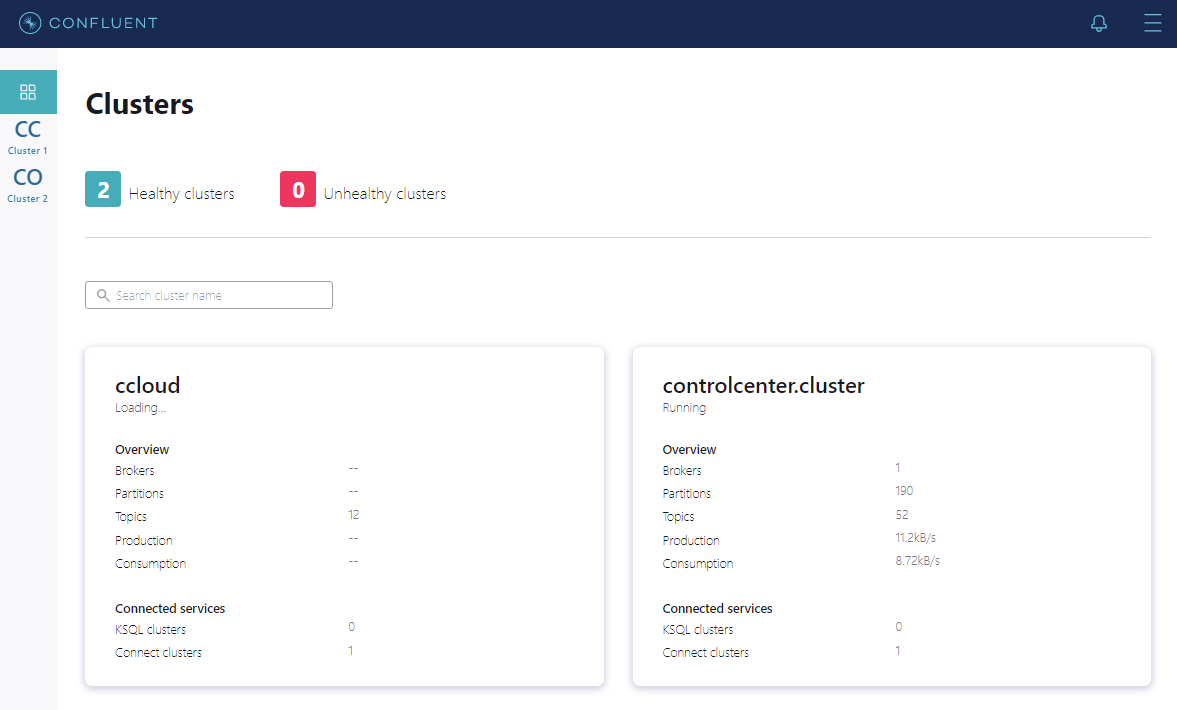 CONFLUENT
CC
Cluster 1
CO
Cluster 2
Clusters
2 Healthy clusters 0 Unhealthy clusters
Search cluster name
ccloud
Loading...
Overview
Brokers --
Partitions --
Topics 12
Production --
Consumption --
Connected services
KSQL clusters 0
Connect clusters 1
controlcenter.cluster
Running
Overview
Brokers 1
Partitions 190
Topics 52
Production 11.2kB/s
Consumption 8.72kB/s
Connected services
KSQL clusters 0
Connect clusters 1